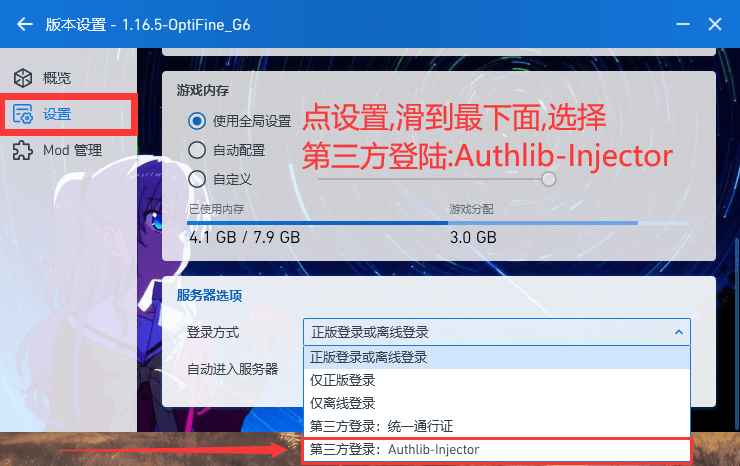 版本设置 - 1.16.5-OptiFine_G6
概览
设置
Mod 管理
游戏内存
使用全局设置
自动配置
自定义
点设置,滑到最下面,选择
第三方登陆:Authlib-Injector
已使用内存
游戏分配
4.1 GB / 7.9 GB
3.0 GB
服务器选项
登录方式
正版登录或离线登录
自动进入服务器
正版登录或离线登录
仅正版登录
仅离线登录
第三方登录：统一通行证
第三方登录：Authlib-Injector